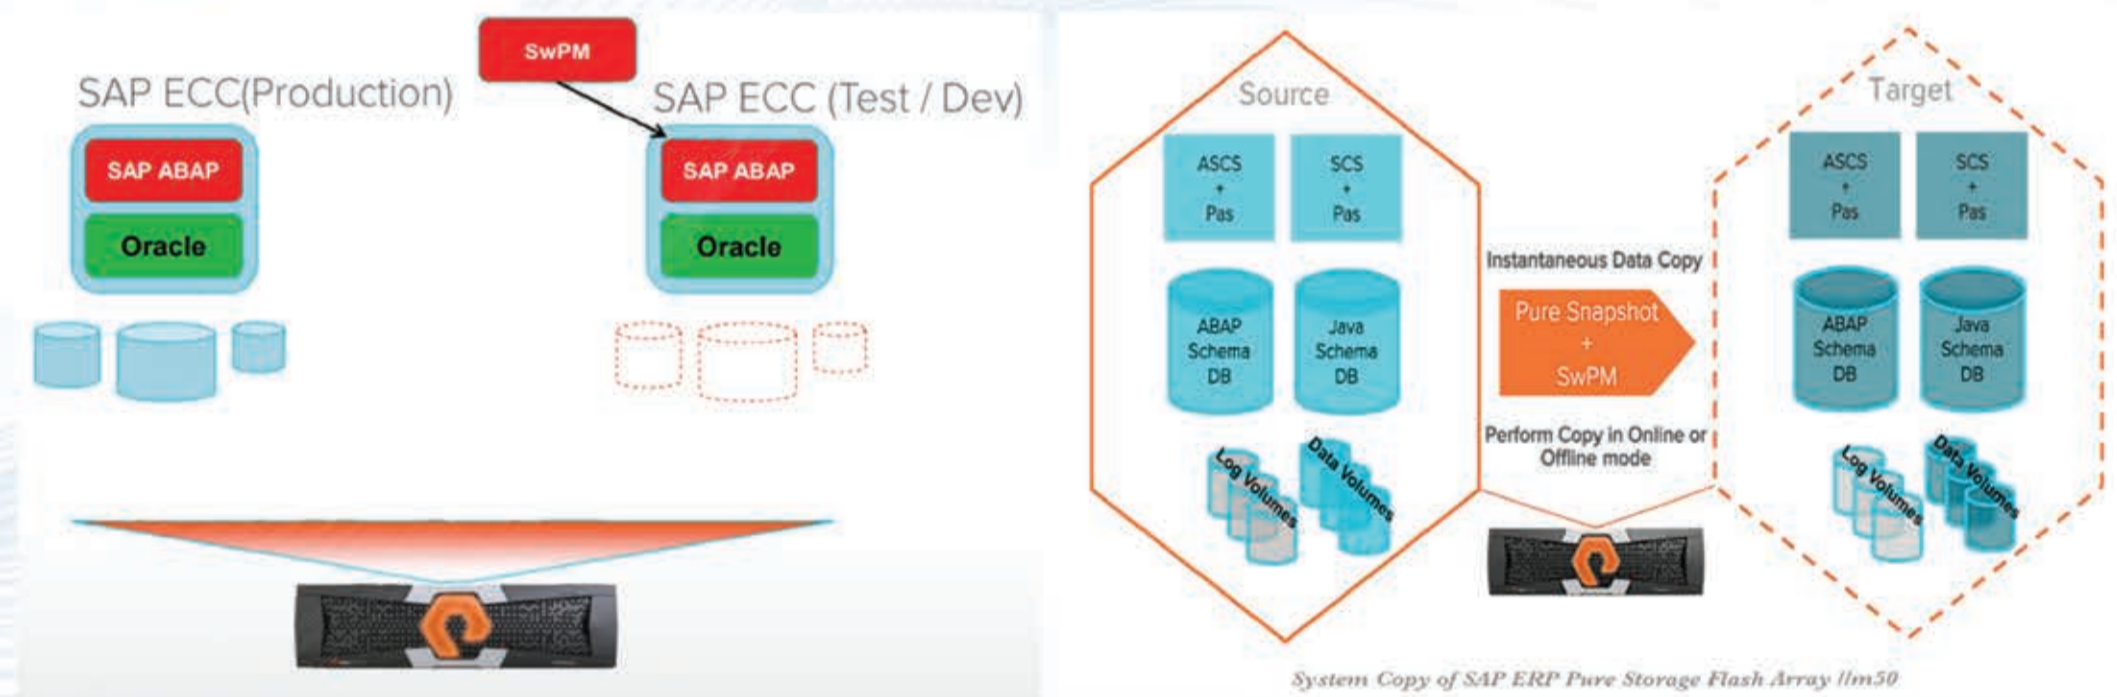 SwPM
SAP ECC(Production)
SAP ECC (Test / Dev)
SAP ABAP
Oracle
SAP ABAP
Oracle
Source
ASCS
+
Pas
SCS
+
Pas
ABAP
Schema
DB
Java
Schema
DB
Log Volumes
Data Volumes
Instantaneous Data Copy
Pure Snapshot
+
SwPM
Perform Copy in Online or
Offline mode
Target
ASCS
+
Pas
SCS
+
Pas
ABAP
Schema
DB
Java
Schema
DB
Log Volumes
Data Volumes
System Copy of SAP ERP Pure Storage Flash Array //m50